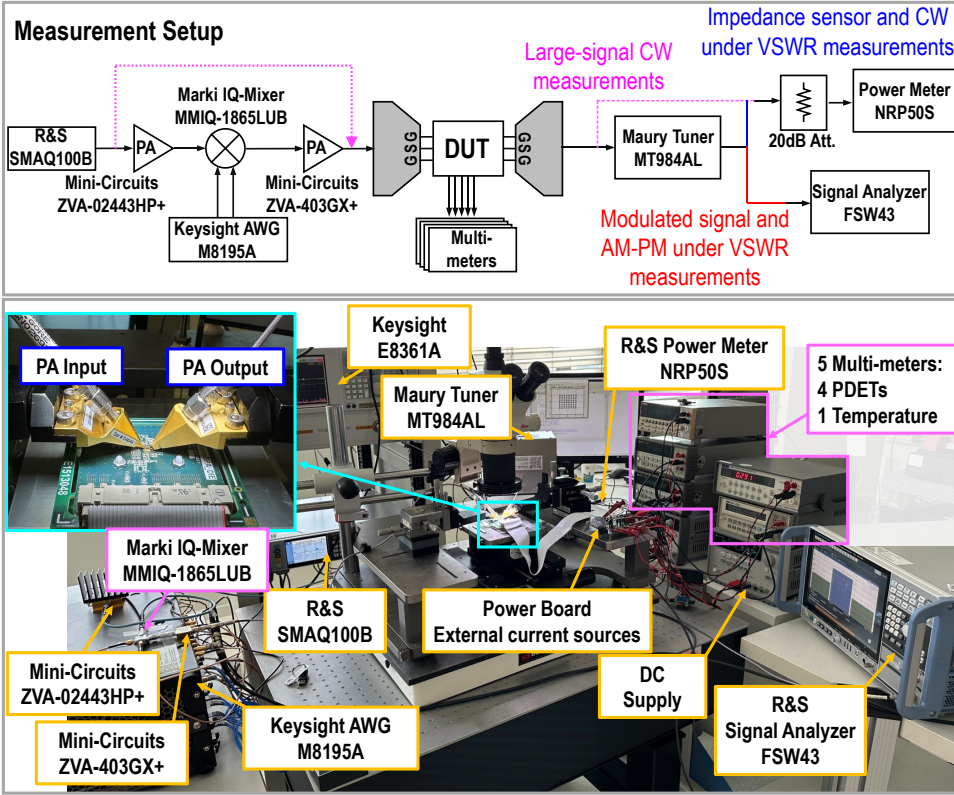 Measurement Setup
Impedance sensor and CW
under VSWR measurements
Large-signal CW
measurements
Marki IQ-Mixer
MMIQ-1865LUB
R&S
SMAQ100B
PA
PA
Mini-Circuits
ZVA-02443HP+
Mini-Circuits
ZVA-403GX+
Keysight AWG
M8195A
GSG
DUT
GSG
Multi-
meters
Maury Tuner
MT984AL
20dB Att.
Power Meter
NRP50S
Signal Analyzer
FSW43
Modulated signal and
AM-PM under VSWR
measurements
PA Input
PA Output
E1513048
Keysight
E8361A
Maury Tuner
MT984AL
R&S Power Meter
NRP50S
5 Multi-meters:
4 PDETs
1 Temperature
Marki IQ-Mixer
MMIQ-1865LUB
R&S
SMAQ100B
Power Board
External current sources
Mini-Circuits
ZVA-02443HP+
Mini-Circuits
ZVA-403GX+
Keysight AWG
M8195A
DC
Supply
R&S
Signal Analyzer
FSW43